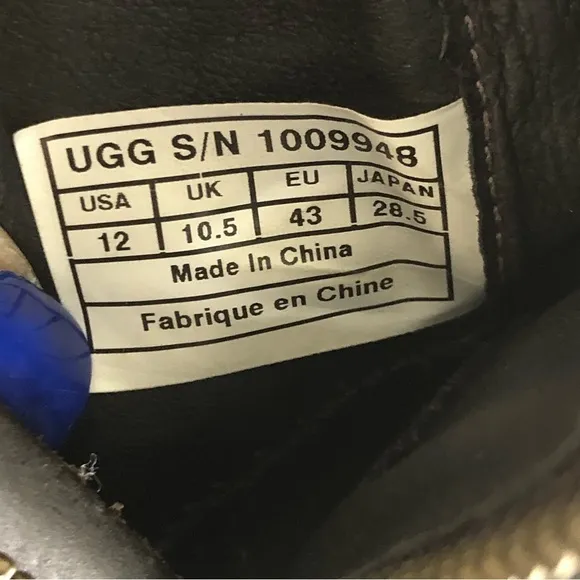 UGG S/N 1009948
USA UK EU JAPAN
12 10.5 43 28.5
Made In China
Fabrique en Chine